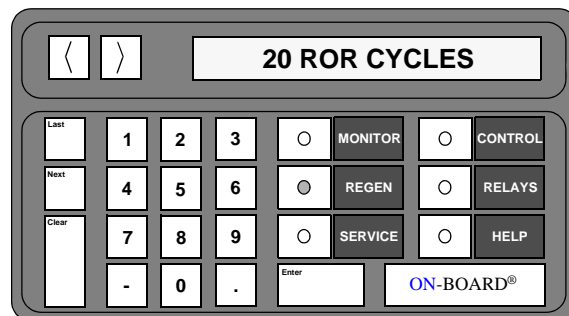 〈 〉 20 ROR CYCLES
Last 1 2 3 MONITOR CONTROL
Next 4 5 6 REGEN RELAYS
Clear 7 8 9 SERVICE HELP
- 0 . Enter ON-BOARD®